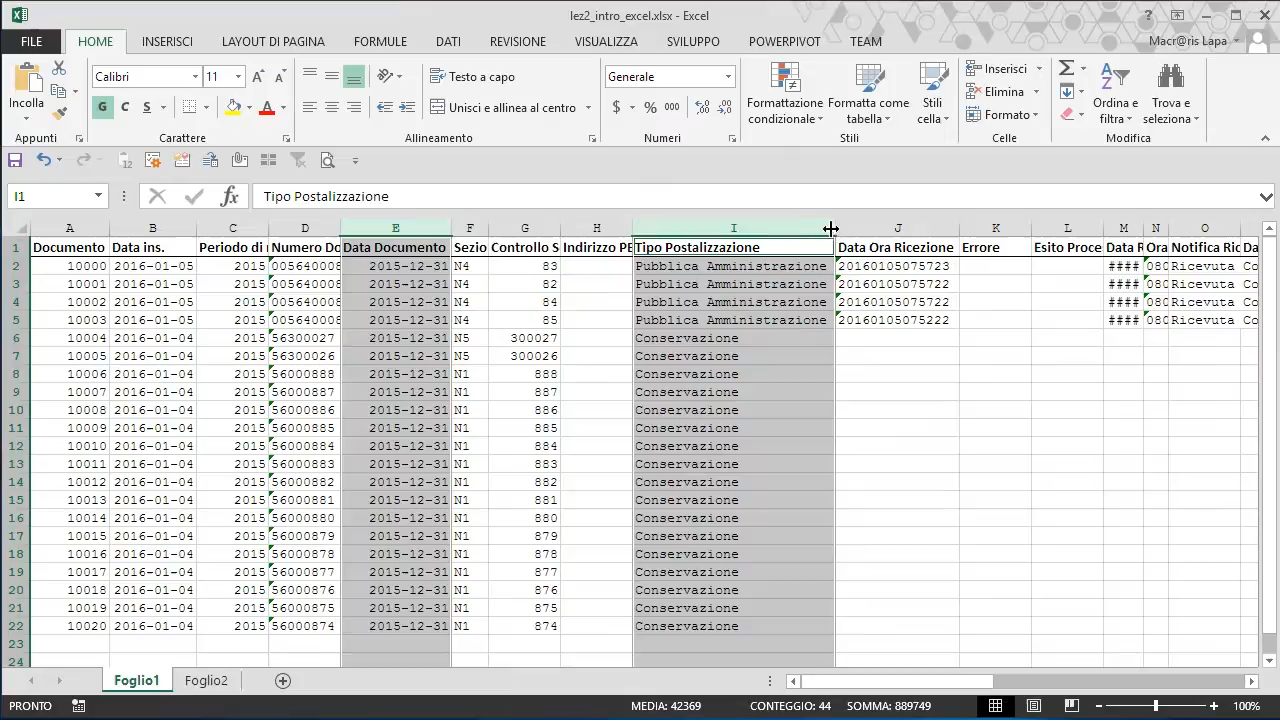 lez2_intro_excel.xlsx - Excel
FILE HOME INSERISCI LAYOUT DI PAGINA FORMULE DATI REVISIONE VISUALIZZA SVILUPPO POWERPIVOT TEAM Macr@ris Lapa
Incolla
Calibri 11
G C S
Testo a capo
Unisci e allinea al centro
Generale
$ % 000
Formattazione condizionale
Formatta come tabella
Stili cella
Inserisci
Elimina
Formato
Ordina e filtra
Trova e seleziona
Appunti Carattere Allineamento Numeri Stili Celle Modifica
I1 fx Tipo Postalizzazione
A B C D E F G H I J K L M N O
1 Documento Data ins. Periodo di Numero Do Data Documento Sezio Controllo S Indirizzo PE Tipo Postalizzazione Data Ora Ricezione Errore Esito Proce Data R Ora Notifica Ric Da
2 10000 2016-01-05 2015 00564000 2015-12-31 N4 83 Pubblica Amministrazione 20160105075723 #### 080 Ricevuta Co
3 10001 2016-01-05 2015 00564000 2015-12-31 N4 82 Pubblica Amministrazione 20160105075722 #### 080 Ricevuta Co
4 10002 2016-01-05 2015 00564000 2015-12-31 N4 84 Pubblica Amministrazione 20160105075722 #### 080 Ricevuta Co
5 10003 2016-01-05 2015 00564000 2015-12-31 N4 85 Pubblica Amministrazione 20160105075222 #### 080 Ricevuta Co
6 10004 2016-01-04 2015 56300027 2015-12-31 N5 300027 Conservazione
7 10005 2016-01-04 2015 56300026 2015-12-31 N5 300026 Conservazione
8 10006 2016-01-04 2015 56000888 2015-12-31 N1 888 Conservazione
9 10007 2016-01-04 2015 56000887 2015-12-31 N1 887 Conservazione
10 10008 2016-01-04 2015 56000886 2015-12-31 N1 886 Conservazione
11 10009 2016-01-04 2015 56000885 2015-12-31 N1 885 Conservazione
12 10010 2016-01-04 2015 56000884 2015-12-31 N1 884 Conservazione
13 10011 2016-01-04 2015 56000883 2015-12-31 N1 883 Conservazione
14 10012 2016-01-04 2015 56000882 2015-12-31 N1 882 Conservazione
15 10013 2016-01-04 2015 56000881 2015-12-31 N1 881 Conservazione
16 10014 2016-01-04 2015 56000880 2015-12-31 N1 880 Conservazione
17 10015 2016-01-04 2015 56000879 2015-12-31 N1 879 Conservazione
18 10016 2016-01-04 2015 56000878 2015-12-31 N1 878 Conservazione
19 10017 2016-01-04 2015 56000877 2015-12-31 N1 877 Conservazione
20 10018 2016-01-04 2015 56000876 2015-12-31 N1 876 Conservazione
21 10019 2016-01-04 2015 56000875 2015-12-31 N1 875 Conservazione
22 10020 2016-01-04 2015 56000874 2015-12-31 N1 874 Conservazione
23
24
Foglio1 Foglio2
PRONTO MEDIA: 42369 CONTEGGIO: 44 SOMMA: 889749 100%